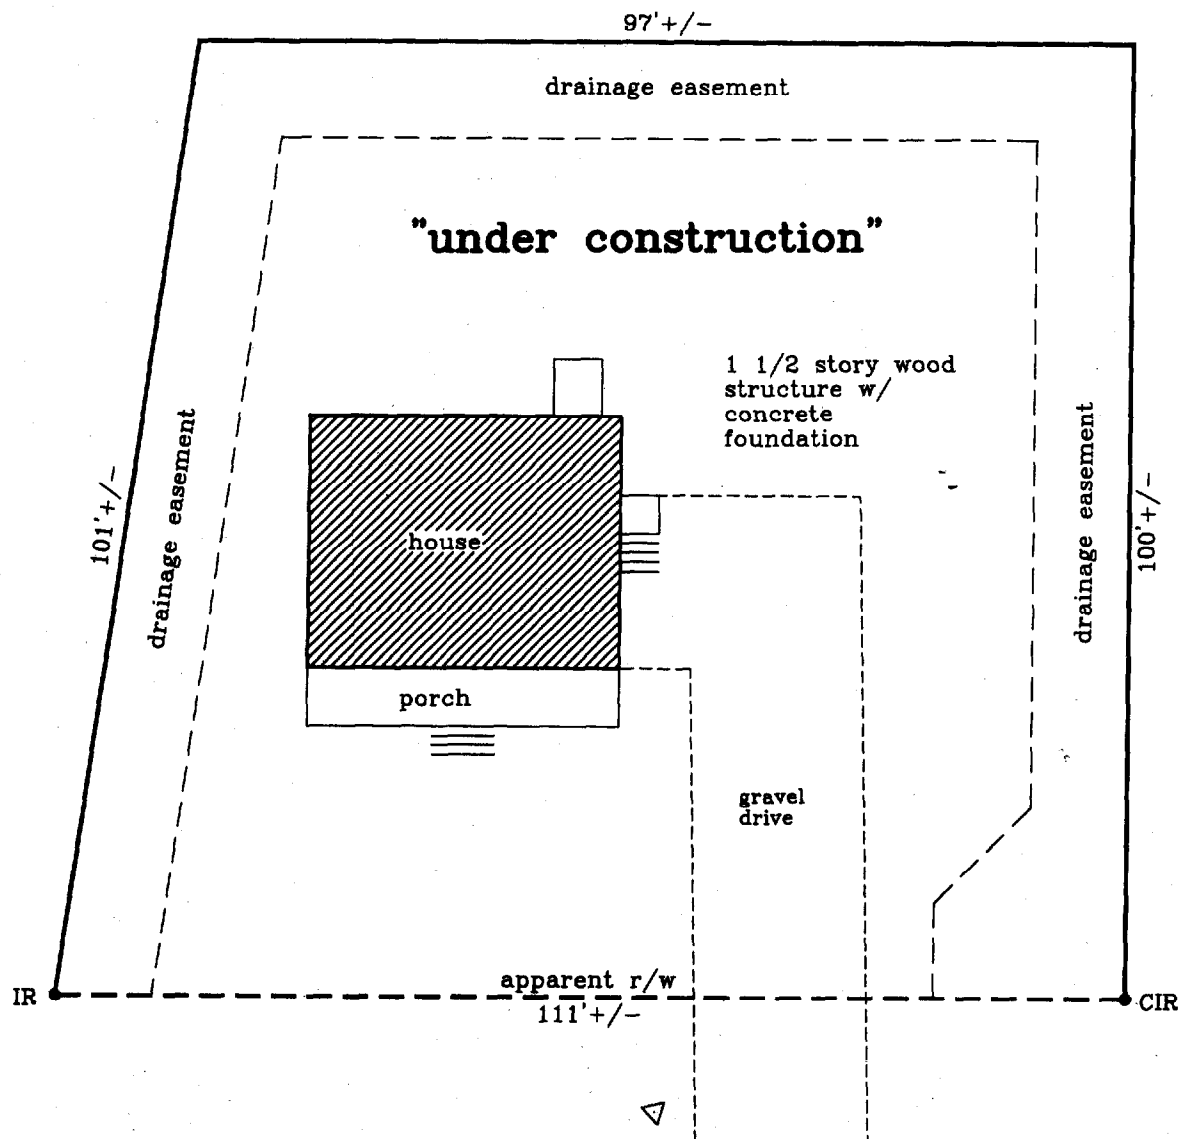 97'+/-
drainage easement
"under construction"
1 1/2 story wood
structure w/
concrete
foundation
drainage easement
101'+/-
drainage easement
100'+/-
house
porch
gravel
drive
apparent r/w
IR
CIR
111'+/-